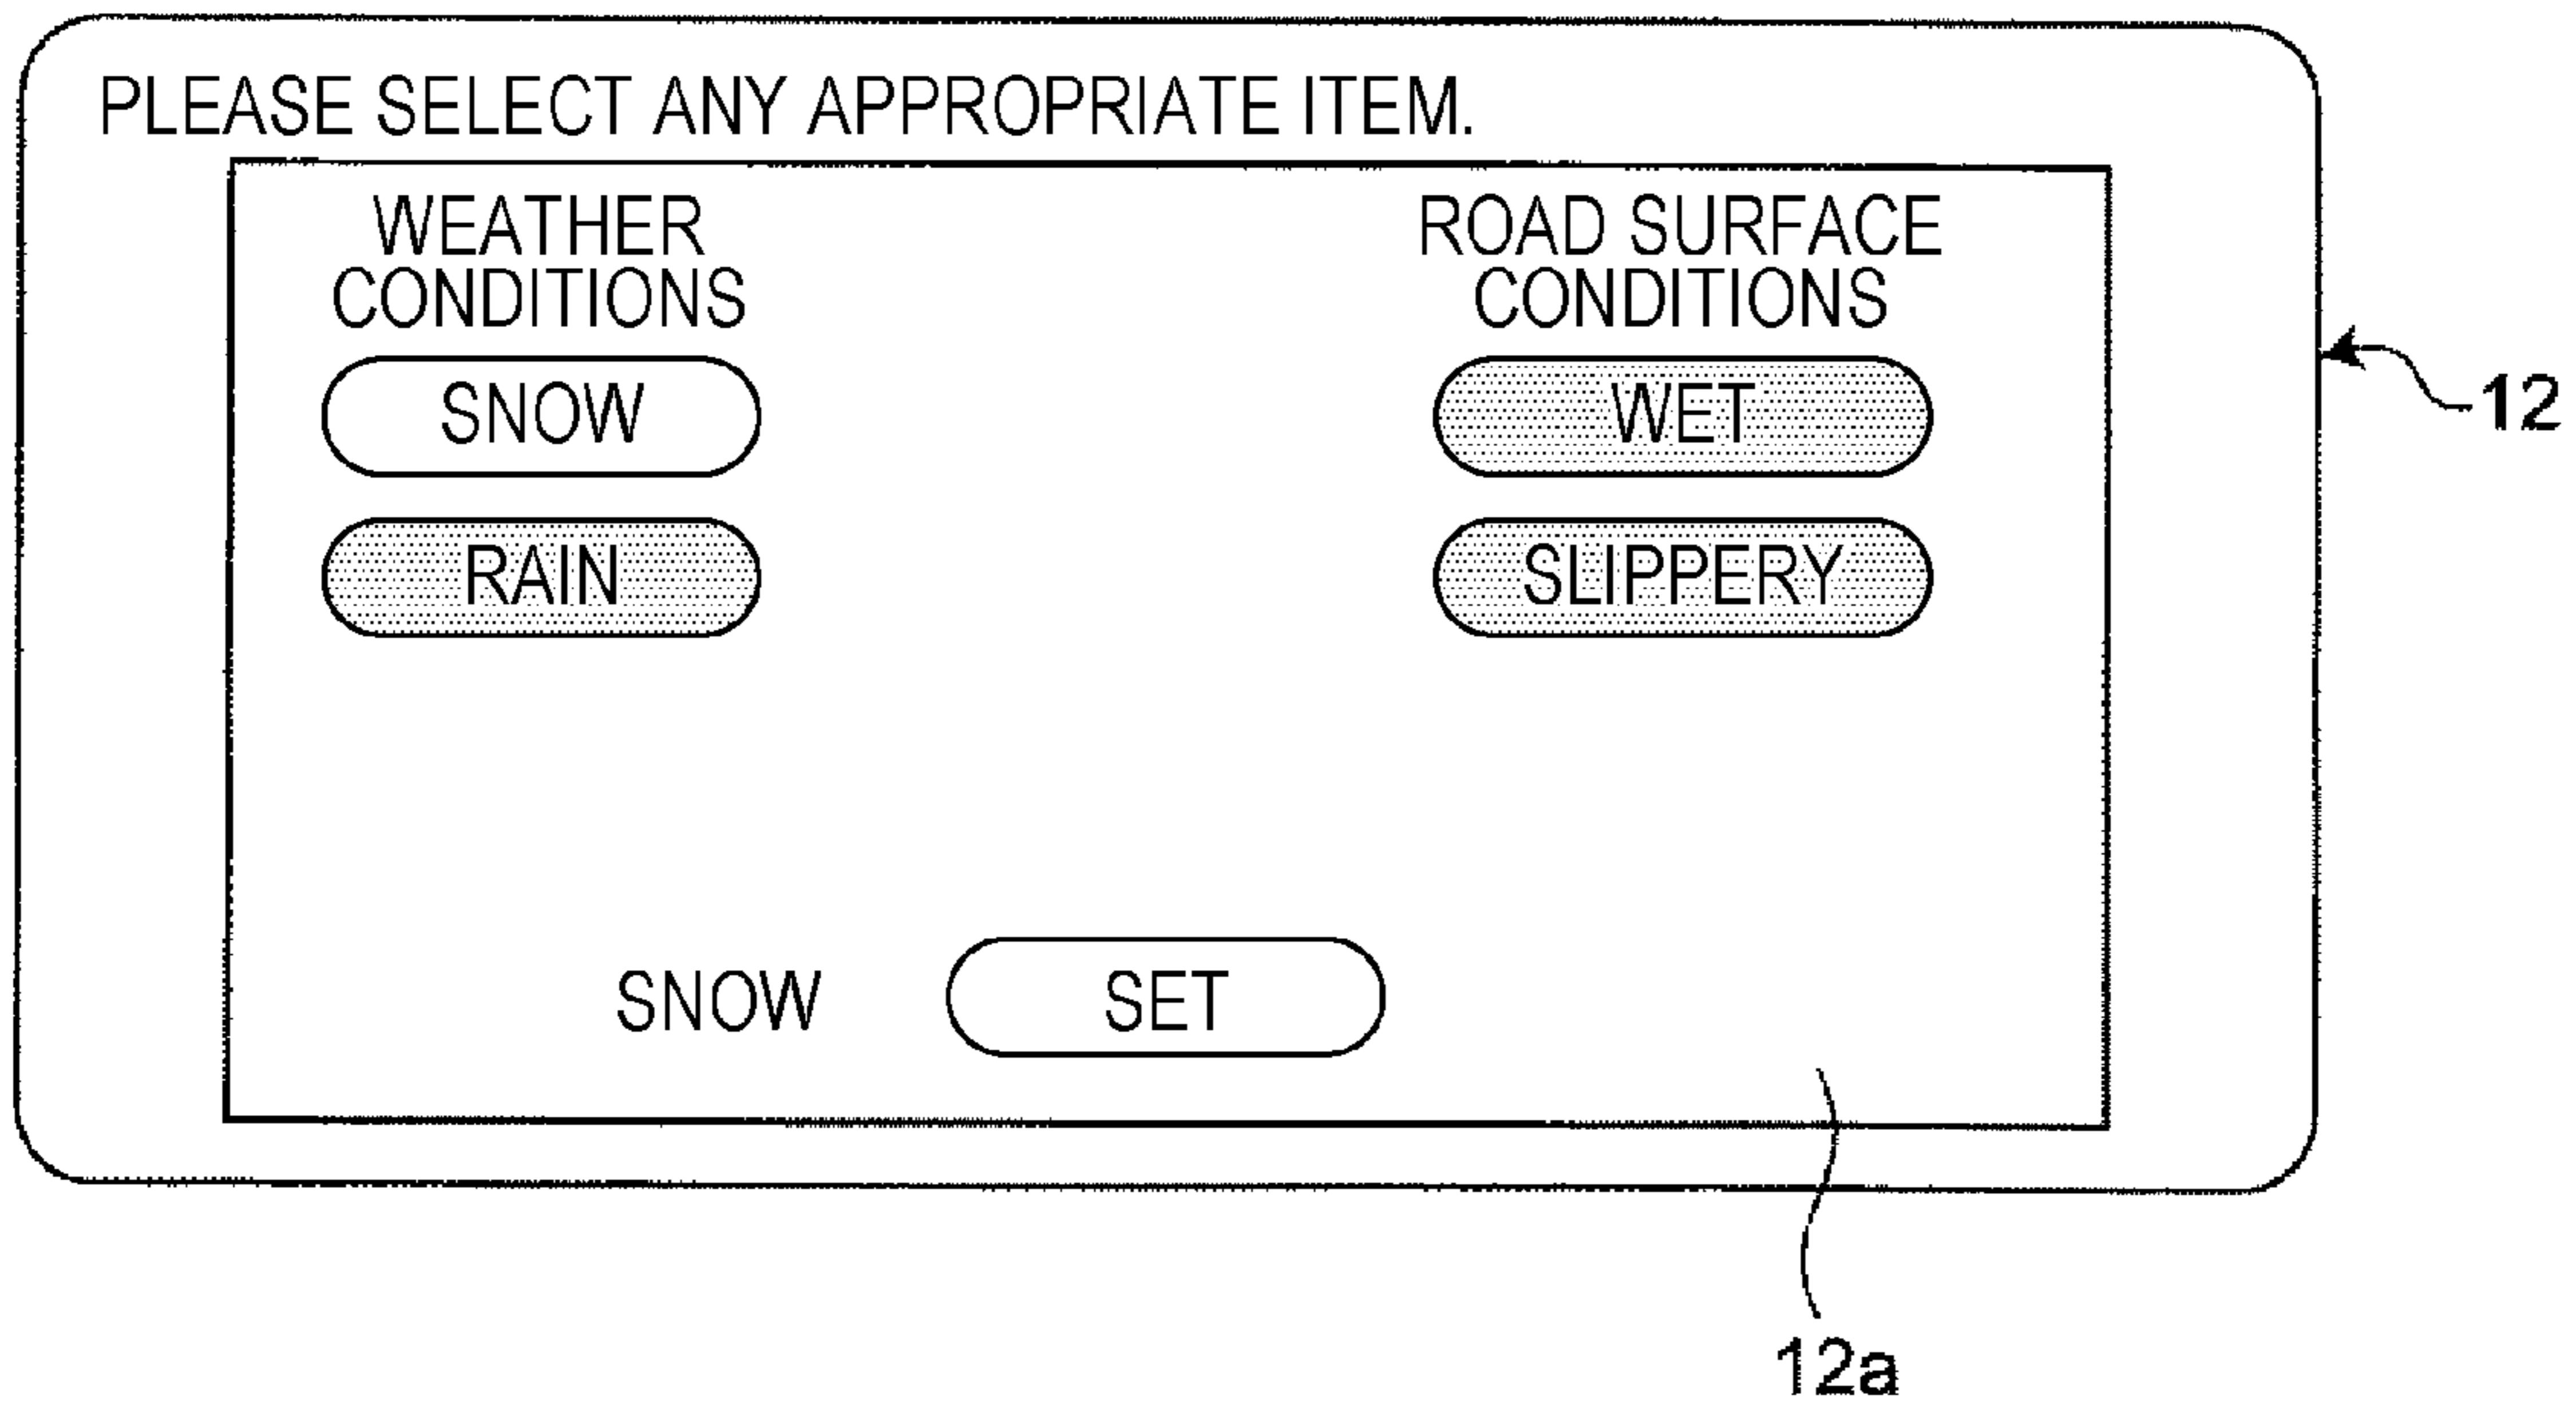 PLEASE SELECT ANY APPROPRIATE ITEM.
WEATHER
CONDITIONS
SNOW
RAIN
ROAD SURFACE
CONDITIONS
WET
SLIPPERY
SNOW
SET
12
12a